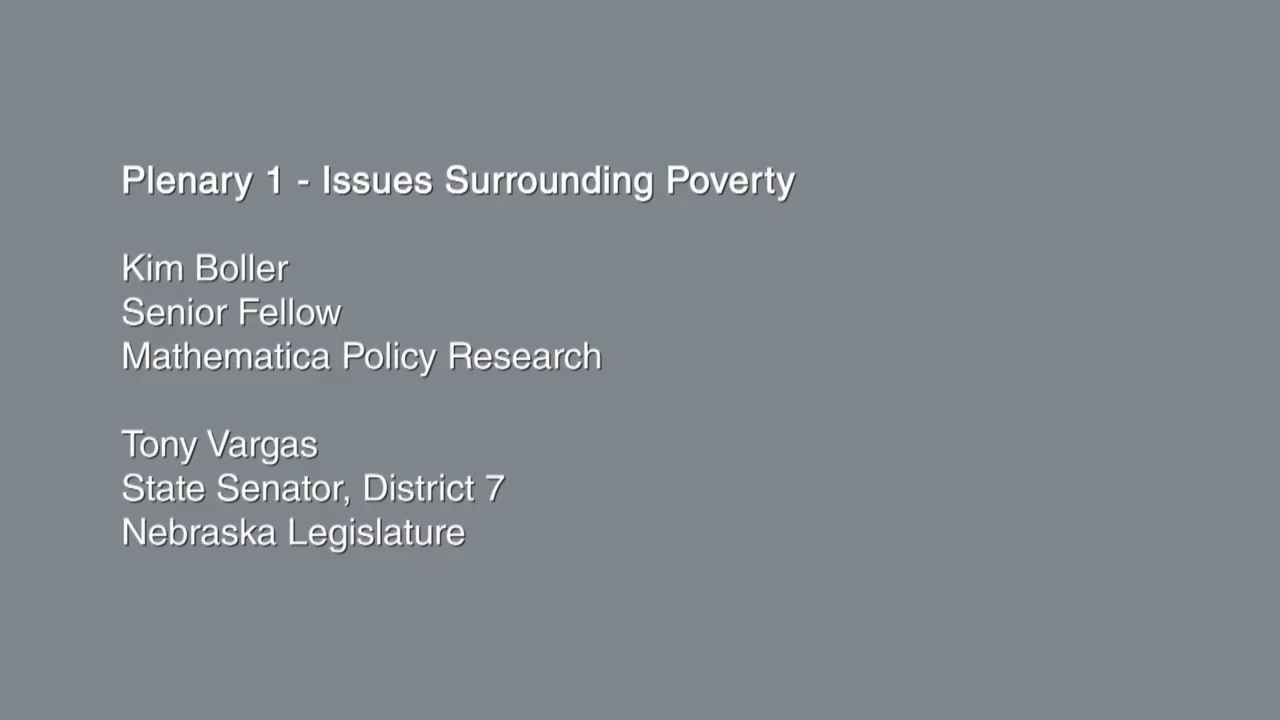 Plenary 1 - Issues Surrounding Poverty
Kim Boller
Senior Fellow
Mathematica Policy Research
Tony Vargas
State Senator, District 7
Nebraska Legislature